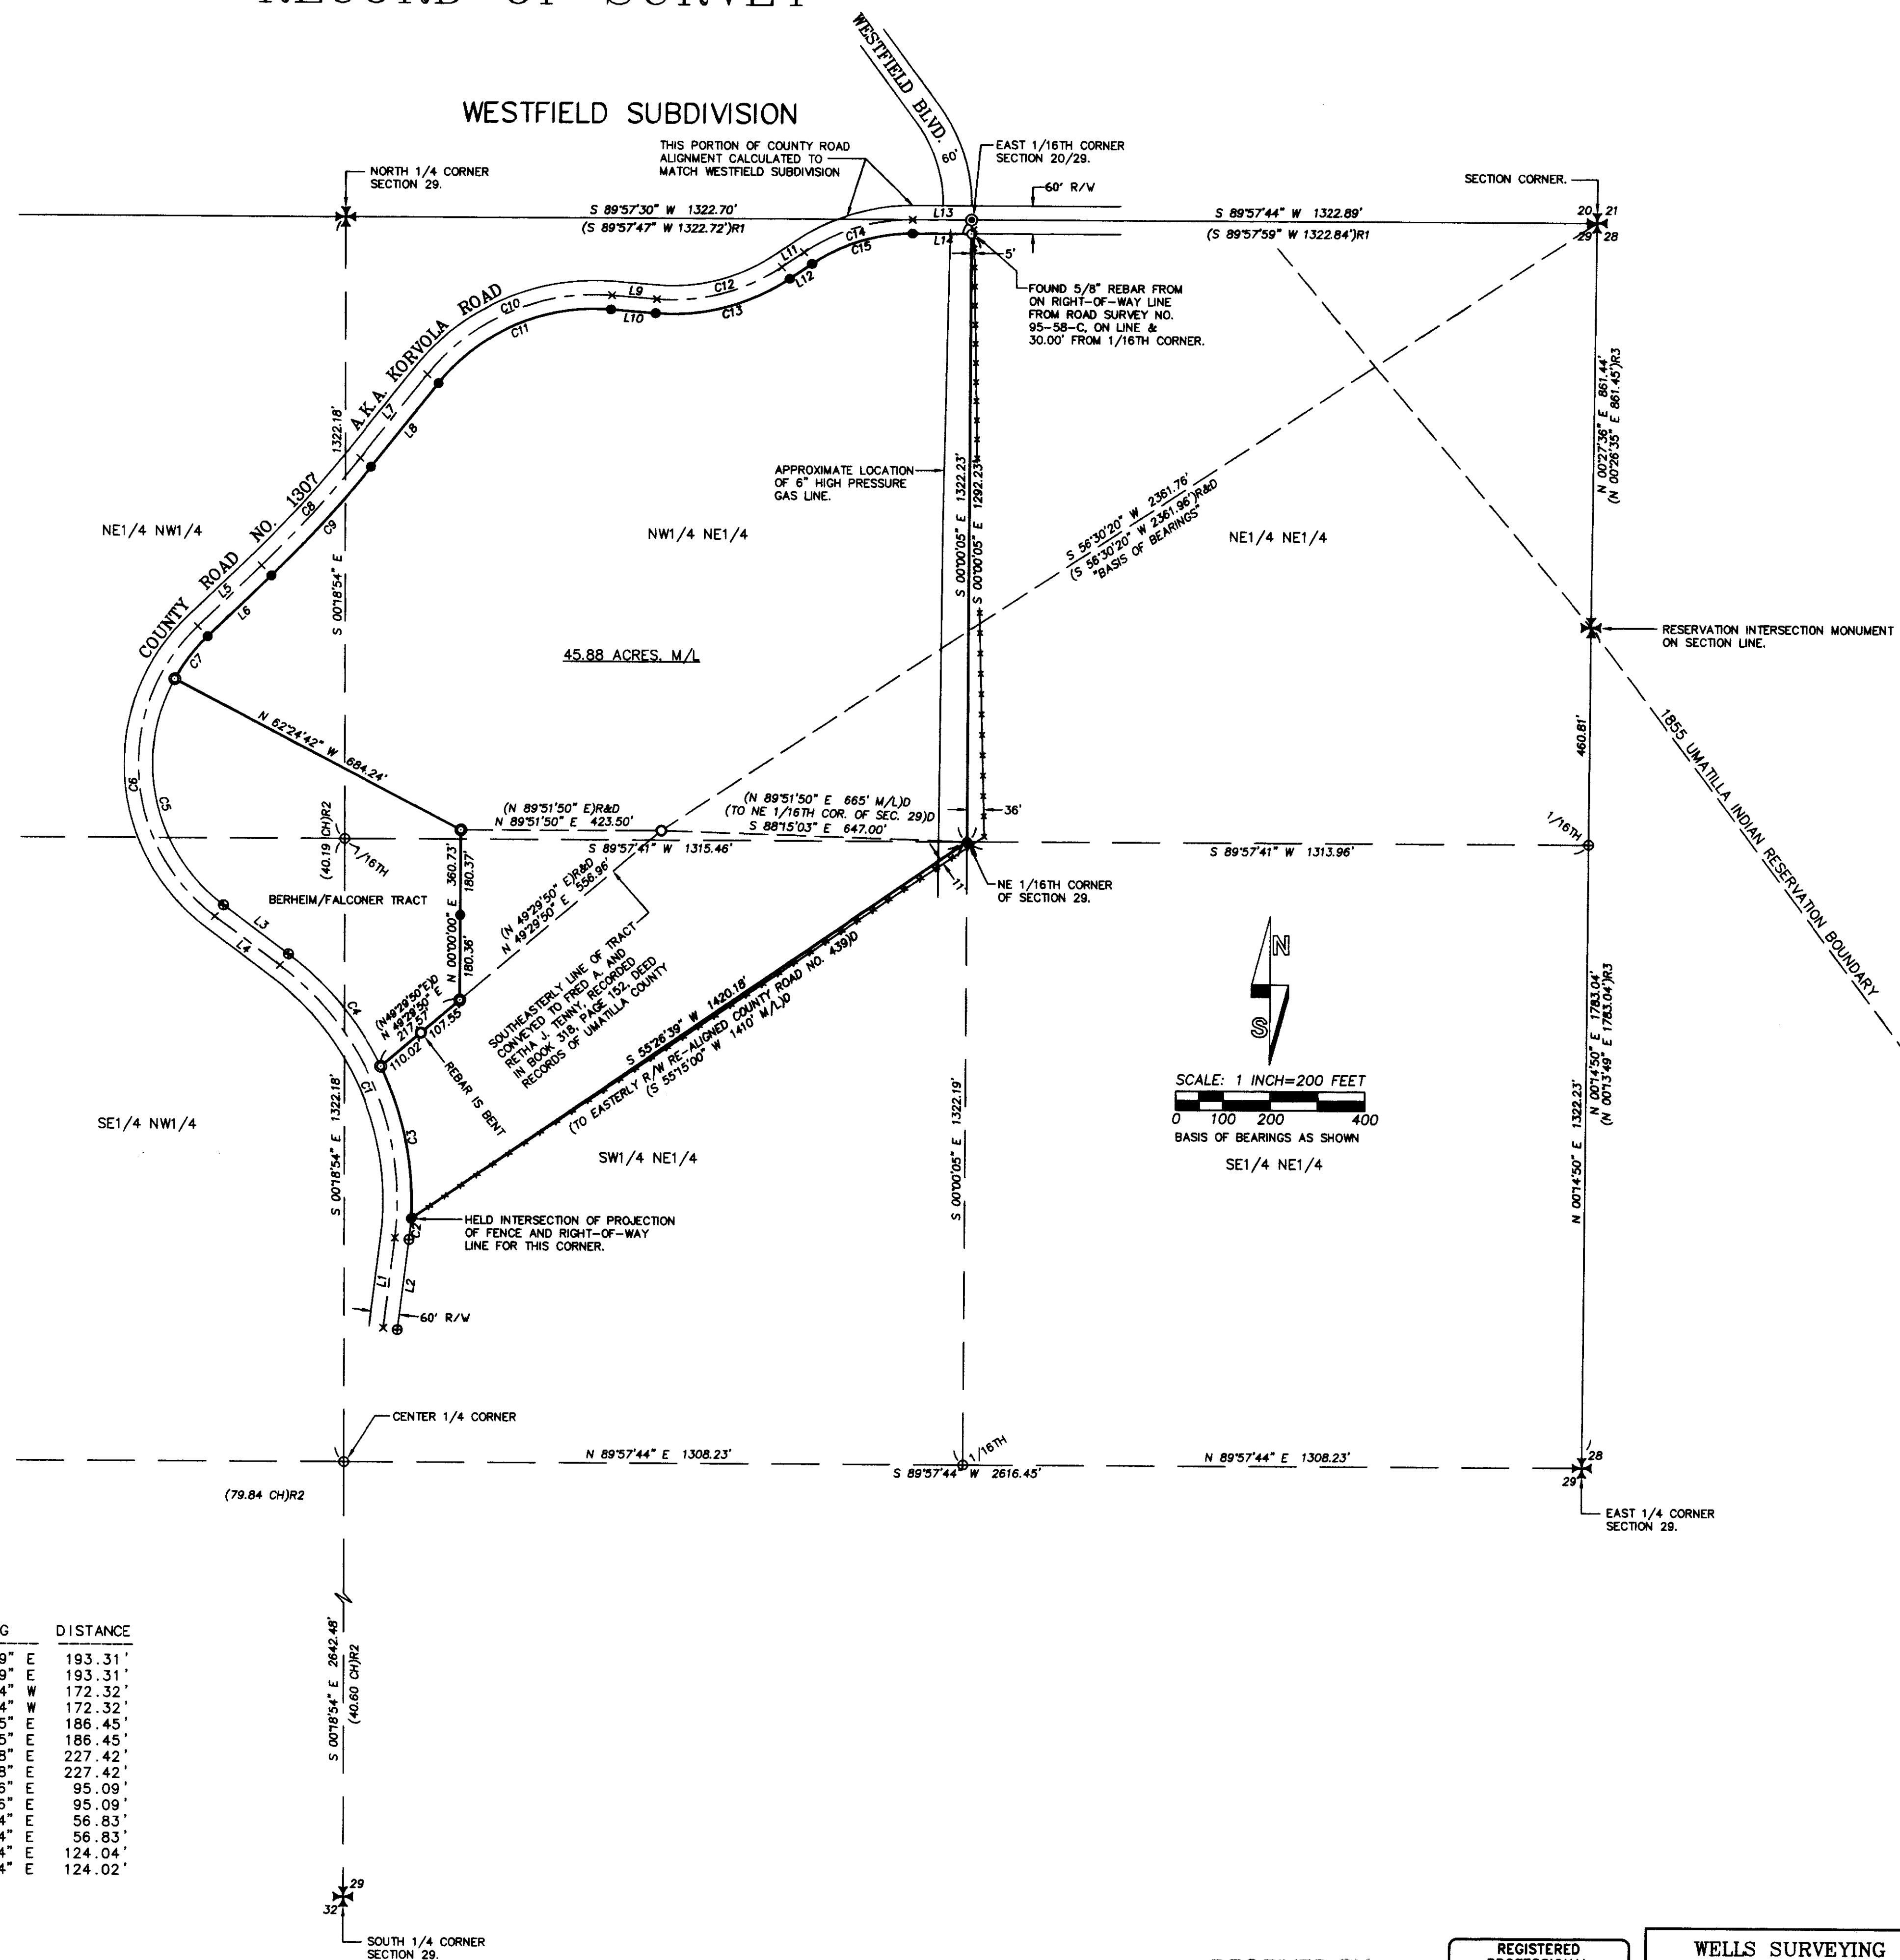 WESTFIELD SUBDIVISION
WESTFIELD BLVD.
60'
THIS PORTION OF COUNTY ROAD
ALIGNMENT CALCULATED TO
MATCH WESTFIELD SUBDIVISION
EAST 1/16TH CORNER
SECTION 20/29.
NORTH 1/4 CORNER
SECTION 29.
60' R/W
SECTION CORNER.
S 89°57'30" W 1322.70'
(S 89°57'47" W 1322.72')R1
L13
S 89°57'44" W 1322.89'
(S 89°57'59" W 1322.84')R1
20 21
29 28
C14
L14
C15
L11
L12
5'
L9
L10
C12
C13
C10
C11
FOUND 5/8" REBAR FROM
ON RIGHT-OF-WAY LINE
FROM ROAD SURVEY NO.
95-58-C, ON LINE &
30.00' FROM 1/16TH CORNER.
COUNTY ROAD NO. 1307 A.K.A. KORVOLA ROAD
L7
L8
C8
C9
L5
L6
C7
1322.18'
S 00°18'54" E
N 00°27'36" E 861.44'
(N 00°26'35" E 861.45')R3
APPROXIMATE LOCATION
OF 6" HIGH PRESSURE
GAS LINE.
S 00°00'05" E 1322.23'
S 00°00'05" E 1292.23'
S 56°30'20" W 2361.76'
(S 56°30'20" W 2361.96')R&D
"BASIS OF BEARINGS"
NE1/4 NW1/4
NW1/4 NE1/4
NE1/4 NE1/4
45.88 ACRES, M/L
RESERVATION INTERSECTION MONUMENT
ON SECTION LINE.
1855 UMATILLA INDIAN RESERVATION BOUNDARY
460.81'
N 62°24'42" W 684.24'
C6
C5
(N 89°51'50" E)R&D
N 89°51'50" E 423.50'
(N 89°51'50" E 665' M/L)D
(TO NE 1/16TH COR. OF SEC. 29)D
S 88°15'03" E 647.00'
36'
1/16TH
(40.19 CH)R2
1/16TH
S 89°57'41" W 1315.46'
S 89°57'41" W 1313.96'
BERHEIM/FALCONER TRACT
N 00°00'00" E 360.73'
180.37'
180.36'
(N 49°29'50" E)R&D
N 49°29'50" E 556.96'
11'
NE 1/16TH CORNER
OF SECTION 29.
L3
L4
C4
(N49°29'50"E)D
N 49°29'50" E
217.57'
107.55'
110.02'
REBAR IS BENT
SOUTHEASTERLY LINE OF TRACT
CONVEYED TO FRED A. AND
RETHA J. TENNY, RECORDED
IN BOOK 318, PAGE 152, DEED
RECORDS OF UMATILLA COUNTY
S 55°26'39" W 1420.18'
(TO EASTERLY R/W RE-ALIGNED COUNTY ROAD NO. 439)D
(S 55°15'00" W 1410' M/L)D
N
S
SCALE: 1 INCH=200 FEET
0 100 200 400
BASIS OF BEARINGS AS SHOWN
SE1/4 NE1/4
N 00°14'50" E 1783.04'
(N 00°13'49" E 1783.04')R3
N 00°14'50" E 1322.23'
C1
C3
SE1/4 NW1/4
S 00°18'54" E 1322.18'
SW1/4 NE1/4
S 00°00'05" E 1322.19'
C2
HELD INTERSECTION OF PROJECTION
OF FENCE AND RIGHT-OF-WAY
LINE FOR THIS CORNER.
L1
L2
60' R/W
CENTER 1/4 CORNER
N 89°57'44" E 1308.23'
1/16TH
S 89°57'44" W 2616.45'
N 89°57'44" E 1308.23'
28
29
(79.84 CH)R2
EAST 1/4 CORNER
SECTION 29.
S 00°18'54" E 2642.48'
(40.60 CH)R2
G DISTANCE
9" E 193.31'
9" E 193.31'
4" W 172.32'
4" W 172.32'
5" E 186.45'
5" E 186.45'
8" E 227.42'
8" E 227.42'
6" E 95.09'
6" E 95.09'
4" E 56.83'
4" E 56.83'
4" E 124.04'
4" E 124.02'
29
32
SOUTH 1/4 CORNER
SECTION 29.
REGISTERED
WELLS SURVEYING